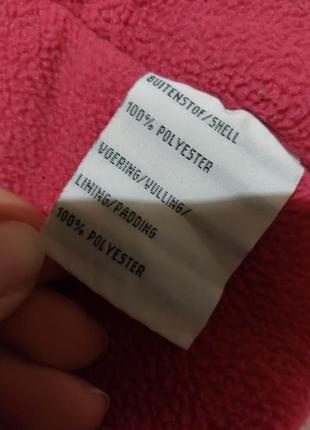 BUITENSTOF/SHELL
100% POLYESTER
VOERING/VULLING/
LINING/PADDING
100% POLYESTER